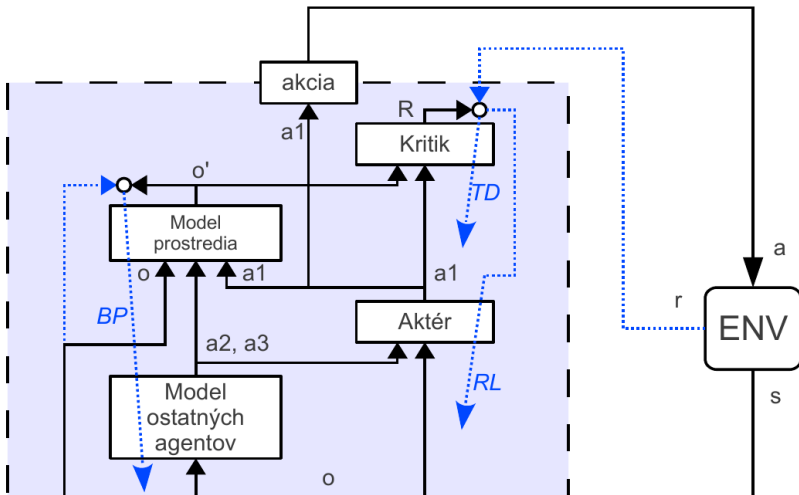 akcia
R
a1
Kritik
o'
TD
Model
prostredia
a
o
a1
a1
r
BP
Aktér
ENV
a2, a3
RL
Model
ostatných
agentov
s
o